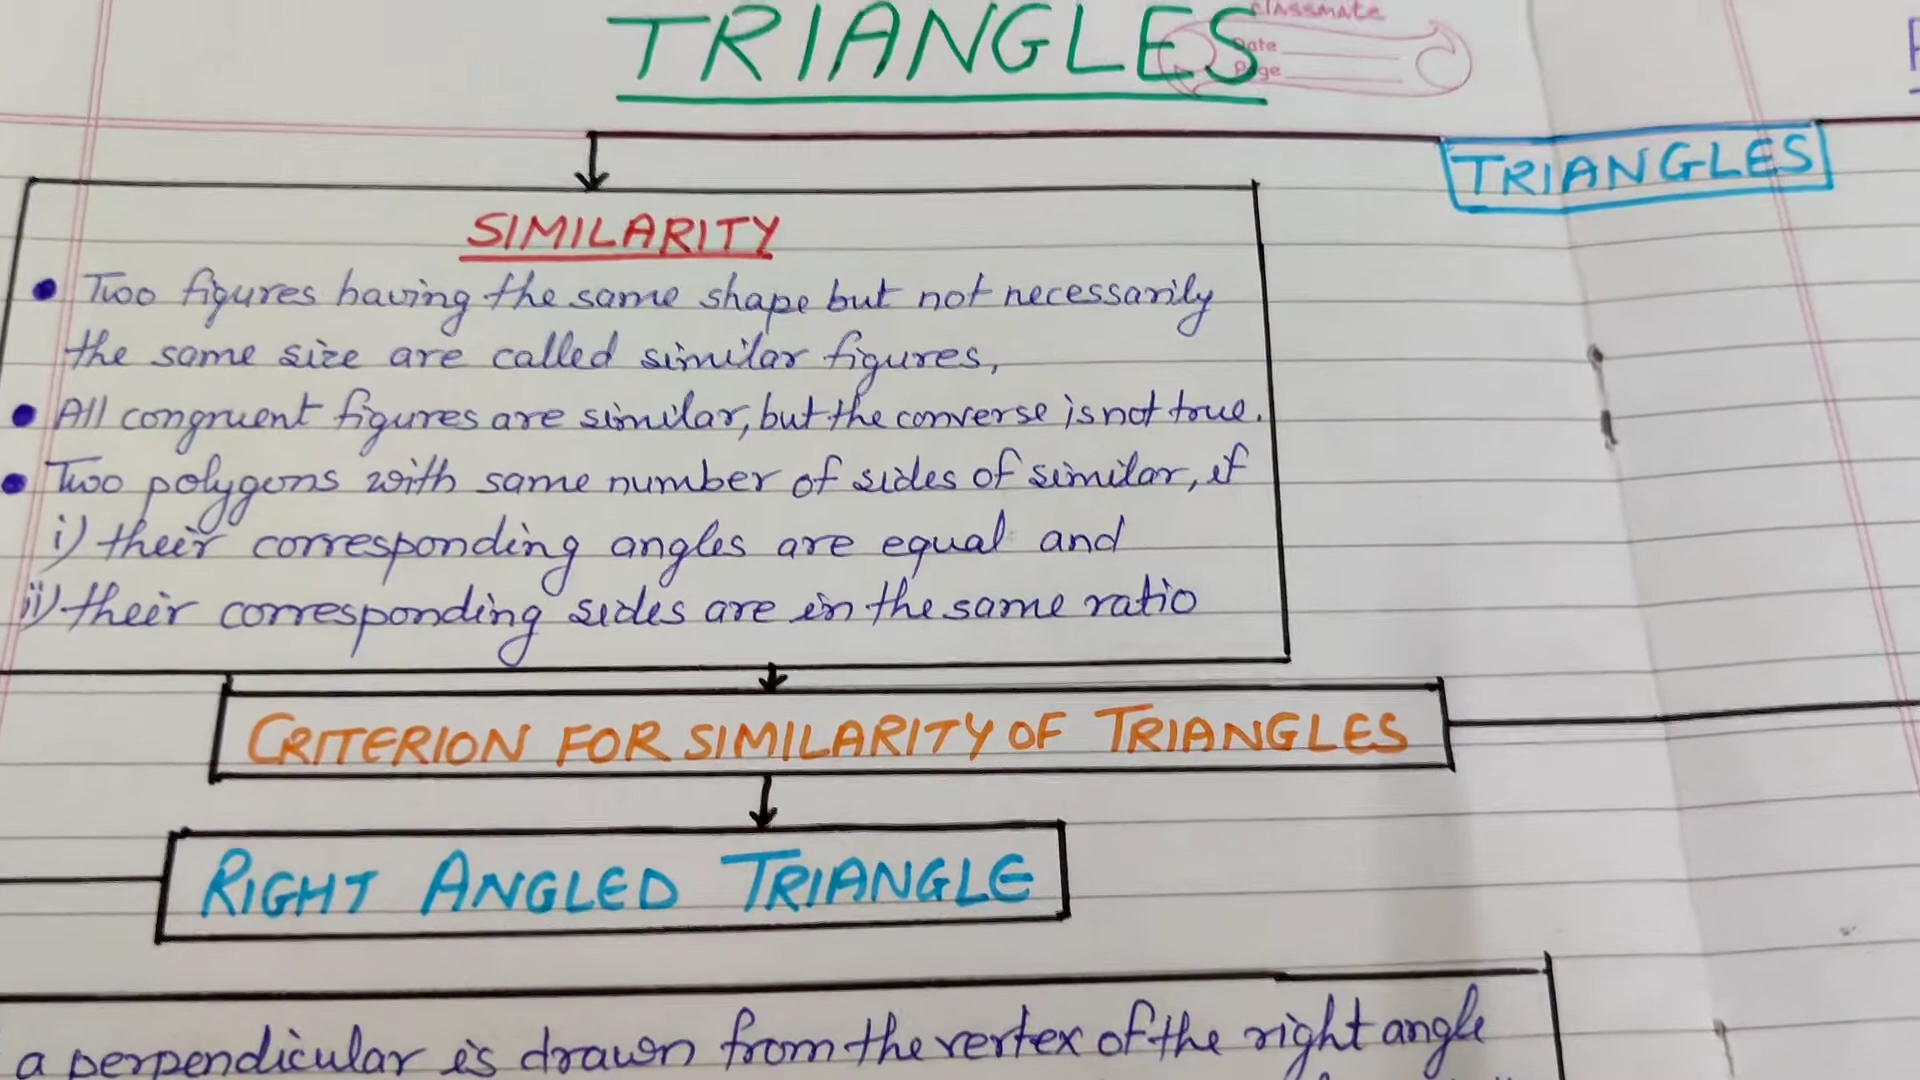 classmate
Date
Page
TRIANGLES
TRIANGLES
SIMILARITY
• Two figures having the same shape but not necessarily
the same size are called similar figures,
• All congruent figures are similar, but the converse is not true.
• Two polygons with same number of sides of similar, if
i) their corresponding angles are equal and
ii) their corresponding sides are in the same ratio
CRITERION FOR SIMILARITY OF TRIANGLES
RIGHT ANGLED TRIANGLE
a perpendicular is drawn from the vertex of the right angle